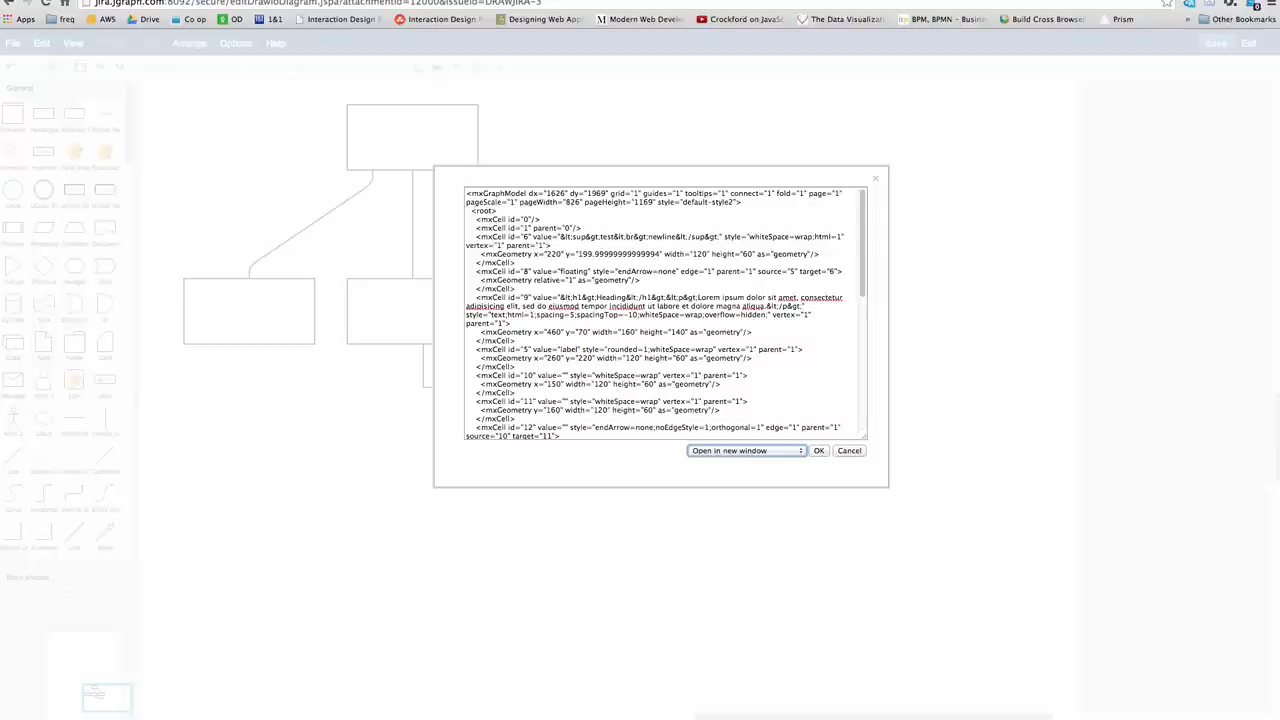 jira.jgraph.com:8092/secure/editDrawioDiagram.jspa?attachmentId=12000&issueId=DRAWJIRA-3
Apps freq AWS Drive Co op OD 1&1 Interaction Design Interaction Design Designing Web Appl Modern Web Develo Crockford on JavaSc The Data Visualizati BPM, BPMN - Busine Build Cross Browser Prism » Other Bookmarks
File Edit View Arrange Options Help Save Exit
General
<mxGraphModel dx="1626" dy="1969" grid="1" guides="1" tooltips="1" connect="1" fold="1" page="1"
pageScale="1" pageWidth="826" pageHeight="1169" style="default-style2">
<root>
<mxCell id="0"/>
<mxCell id="1" parent="0"/>
<mxCell id="6" value="&lt;sup&gt;test&lt;br&gt;newline&lt;/sup&gt;" style="whiteSpace=wrap;html=1"
vertex="1" parent="1">
<mxGeometry x="220" y="199.99999999999994" width="120" height="60" as="geometry"/>
</mxCell>
<mxCell id="8" value="floating" style="endArrow=none" edge="1" parent="1" source="5" target="6">
<mxGeometry relative="1" as="geometry"/>
</mxCell>
<mxCell id="9" value="&lt;h1&gt;Heading&lt;/h1&gt;&lt;p&gt;Lorem ipsum dolor sit amet, consectetur
adipisicing elit, sed do eiusmod tempor incididunt ut labore et dolore magna aliqua.&lt;/p&gt;"
style="text;html=1;spacing=5;spacingTop=-10;whiteSpace=wrap;overflow=hidden;" vertex="1"
parent="1">
<mxGeometry x="460" y="70" width="160" height="140" as="geometry"/>
</mxCell>
<mxCell id="5" value="label" style="rounded=1;whiteSpace=wrap" vertex="1" parent="1">
<mxGeometry x="260" y="220" width="120" height="60" as="geometry"/>
</mxCell>
<mxCell id="10" value="" style="whiteSpace=wrap" vertex="1" parent="1">
<mxGeometry x="150" width="120" height="60" as="geometry"/>
</mxCell>
<mxCell id="11" value="" style="whiteSpace=wrap" vertex="1" parent="1">
<mxGeometry y="160" width="120" height="60" as="geometry"/>
</mxCell>
<mxCell id="12" value="" style="endArrow=none;noEdgeStyle=1;orthogonal=1" edge="1" parent="1"
source="10" target="11">
Open in new window OK Cancel
More shapes